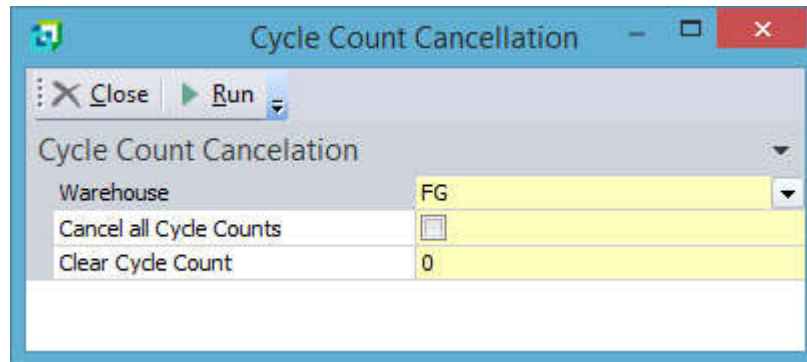 Cycle Count Cancellation
Close Run
Cycle Count Cancelation
Warehouse FG
Cancel all Cycle Counts
Clear Cycle Count 0